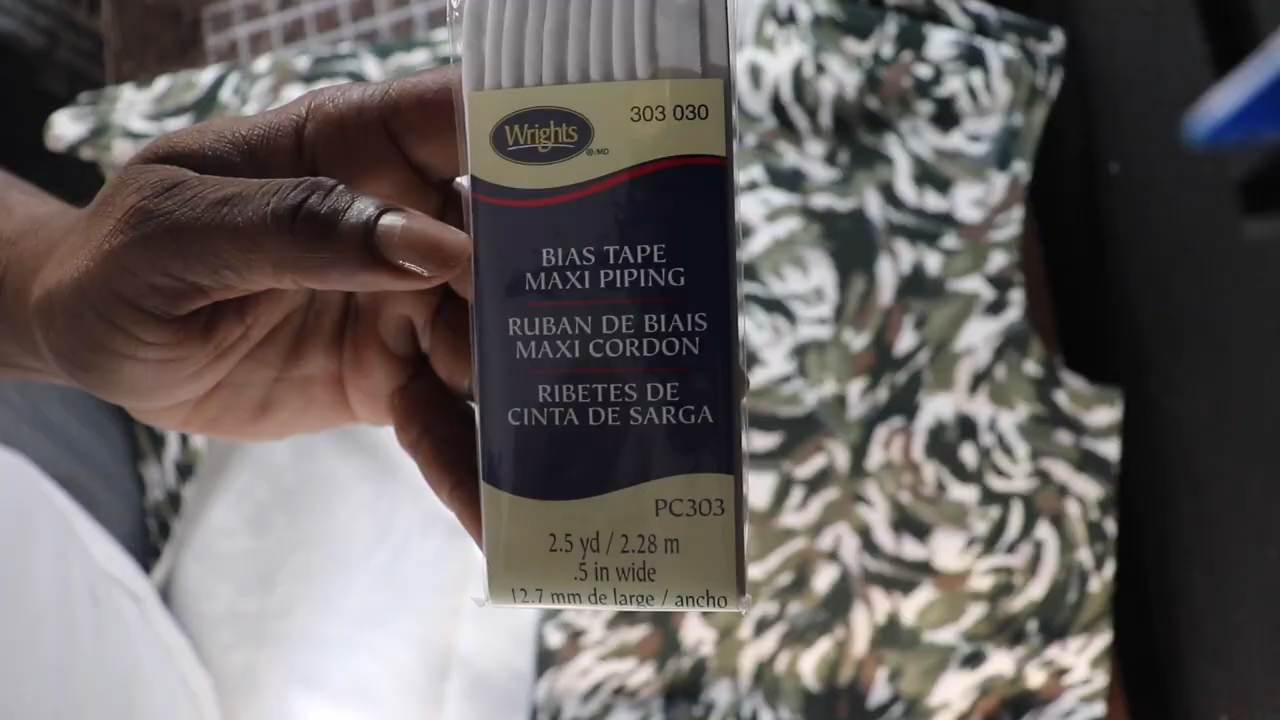 Wrights
®/MD
303 030
BIAS TAPE
MAXI PIPING
RUBAN DE BIAIS
MAXI CORDON
RIBETES DE
CINTA DE SARGA
PC303
2.5 yd / 2.28 m
.5 in wide
12.7 mm de large / ancho